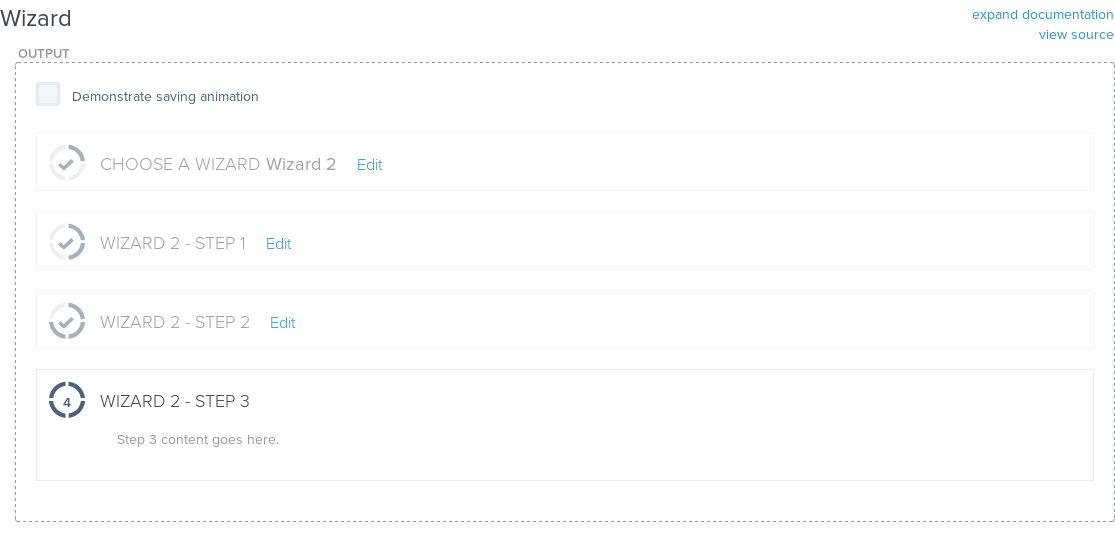 Wizard
expand documentation
view source
OUTPUT
Demonstrate saving animation
CHOOSE A WIZARD Wizard 2 Edit
WIZARD 2 - STEP 1 Edit
WIZARD 2 - STEP 2 Edit
4 WIZARD 2 - STEP 3
Step 3 content goes here.